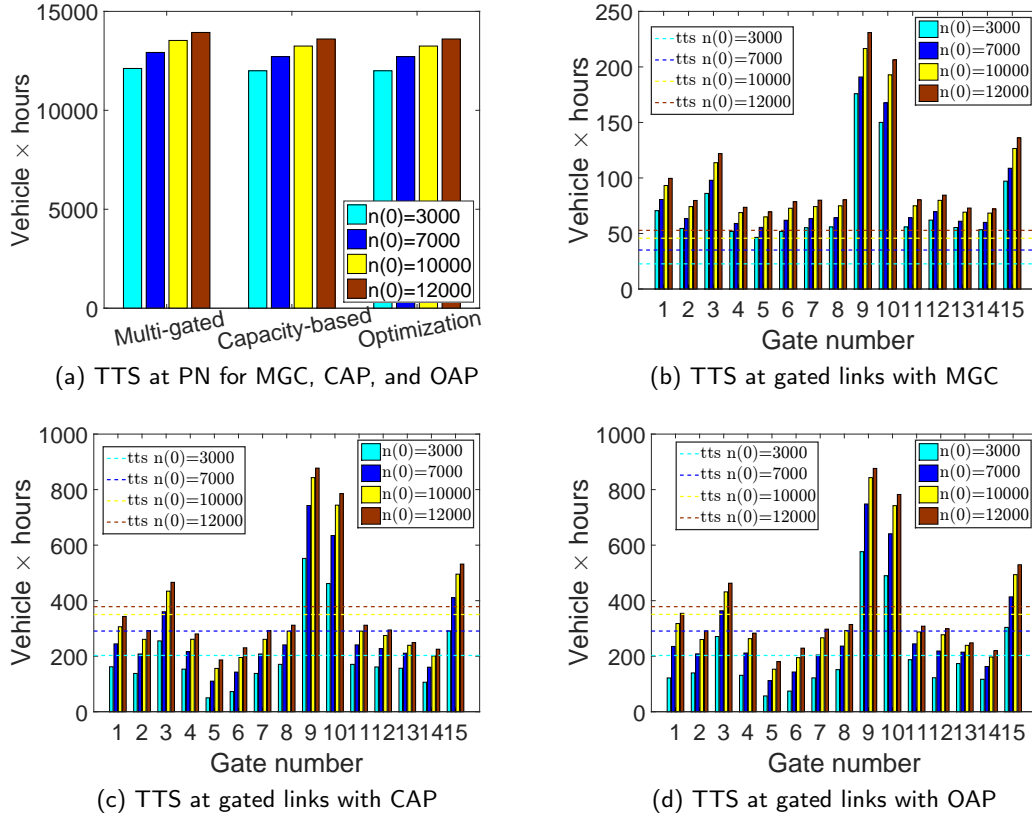 15000
10000
5000
0
Vehicle × hours
n(0)=3000
n(0)=7000
n(0)=10000
n(0)=12000
Multi-gated
Capacity-based
Optimization
(a) TTS at PN for MGC, CAP, and OAP
250
200
150
100
50
0
Vehicle × hours
tts n(0)=3000
tts n(0)=7000
tts n(0)=10000
tts n(0)=12000
n(0)=3000
n(0)=7000
n(0)=10000
n(0)=12000
1 2 3 4 5 6 7 8 9 10 11 12 13 14 15
Gate number
(b) TTS at gated links with MGC
1000
800
600
400
200
0
Vehicle × hours
tts n(0)=3000
tts n(0)=7000
tts n(0)=10000
tts n(0)=12000
n(0)=3000
n(0)=7000
n(0)=10000
n(0)=12000
1 2 3 4 5 6 7 8 9 10 11 12 13 14 15
Gate number
(c) TTS at gated links with CAP
1000
800
600
400
200
0
Vehicle × hours
tts n(0)=3000
tts n(0)=7000
tts n(0)=10000
tts n(0)=12000
n(0)=3000
n(0)=7000
n(0)=10000
n(0)=12000
1 2 3 4 5 6 7 8 9 10 11 12 13 14 15
Gate number
(d) TTS at gated links with OAP